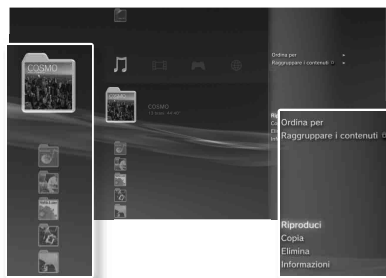 COSMO
COSMO
Ordina per
Raggruppare i contenuti
Ordina per
Raggruppare i contenuti
Riproduci
Copia
Elimina
Informazioni